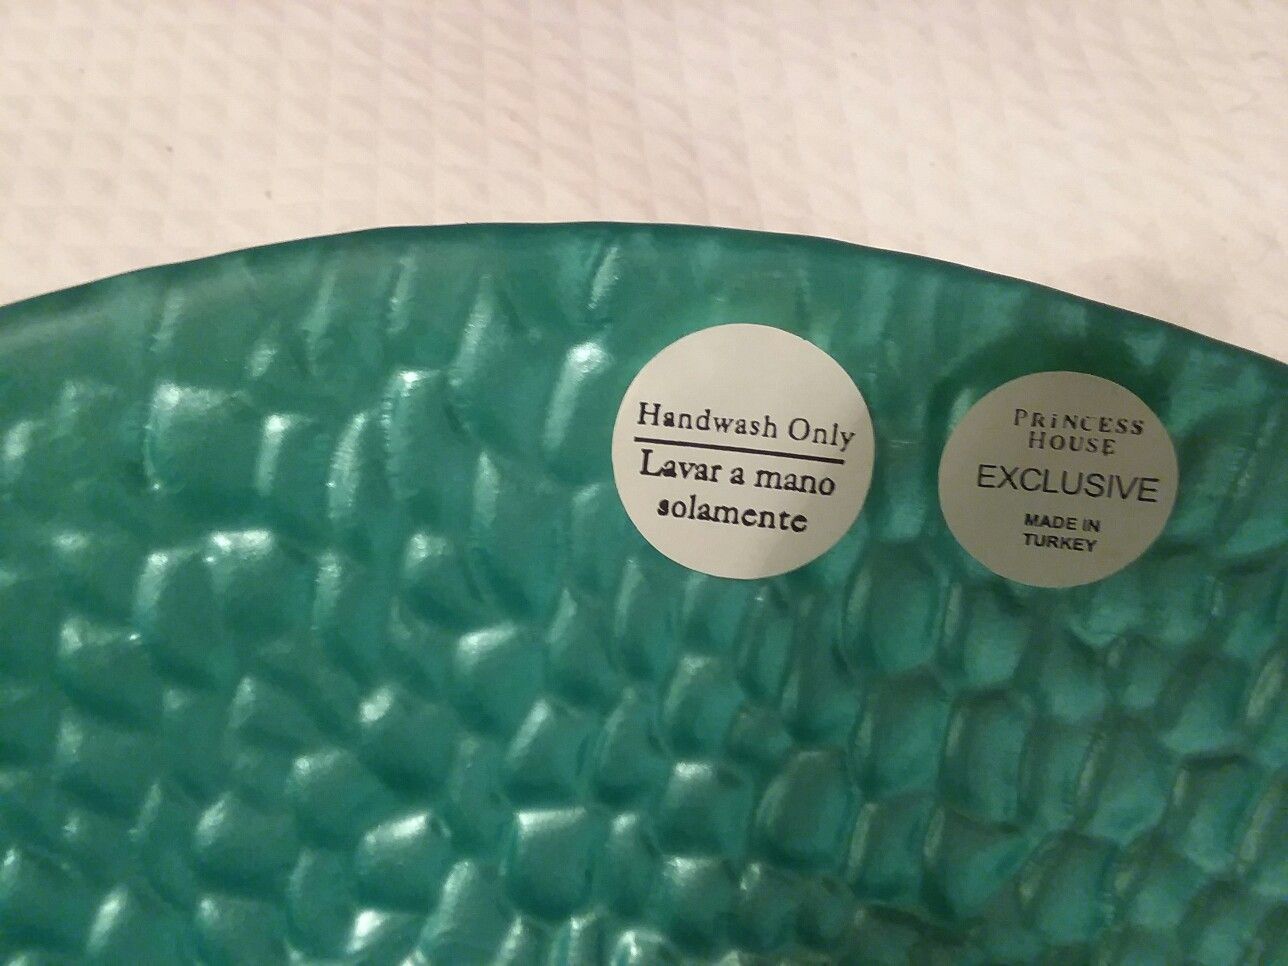 Handwash Only
Lavar a mano
solamente
PRiNCESS
HOUSE
EXCLUSIVE
MADE IN
TURKEY